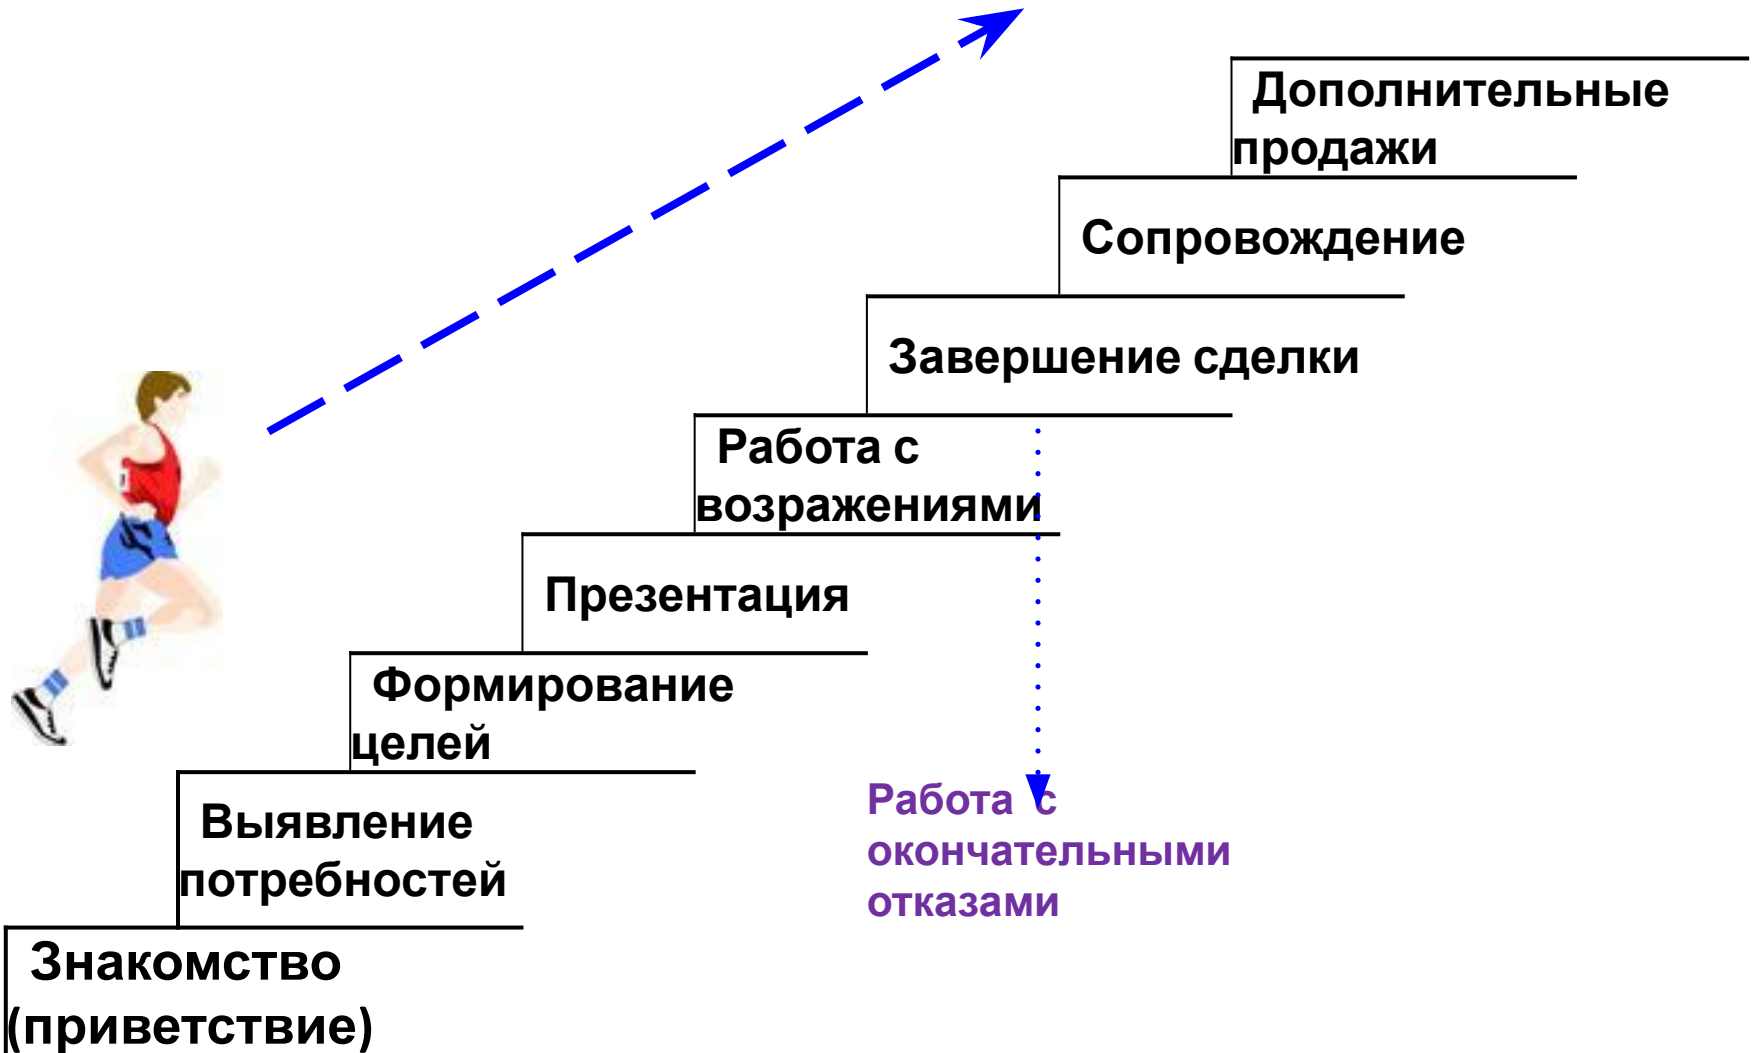 Дополнительные
продажи
Сопровождение
Завершение сделки
Работа с
возражениями
Презентация
Формирование
целей
Выявление
потребностей
Знакомство
(приветствие)
Работа с
окончательными
отказами